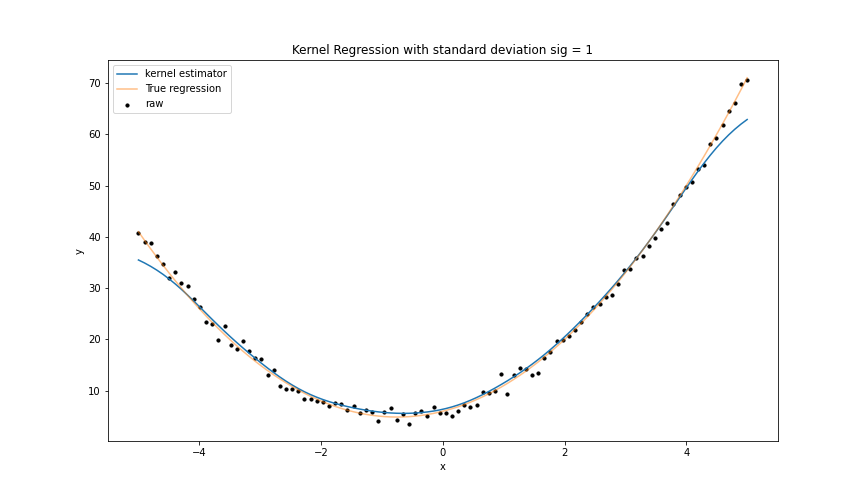 Kernel Regression with standard deviation sig = 1
kernel estimator
True regression
raw
70
60
50
40
30
20
10
y
−4
−2
0
2
4
x